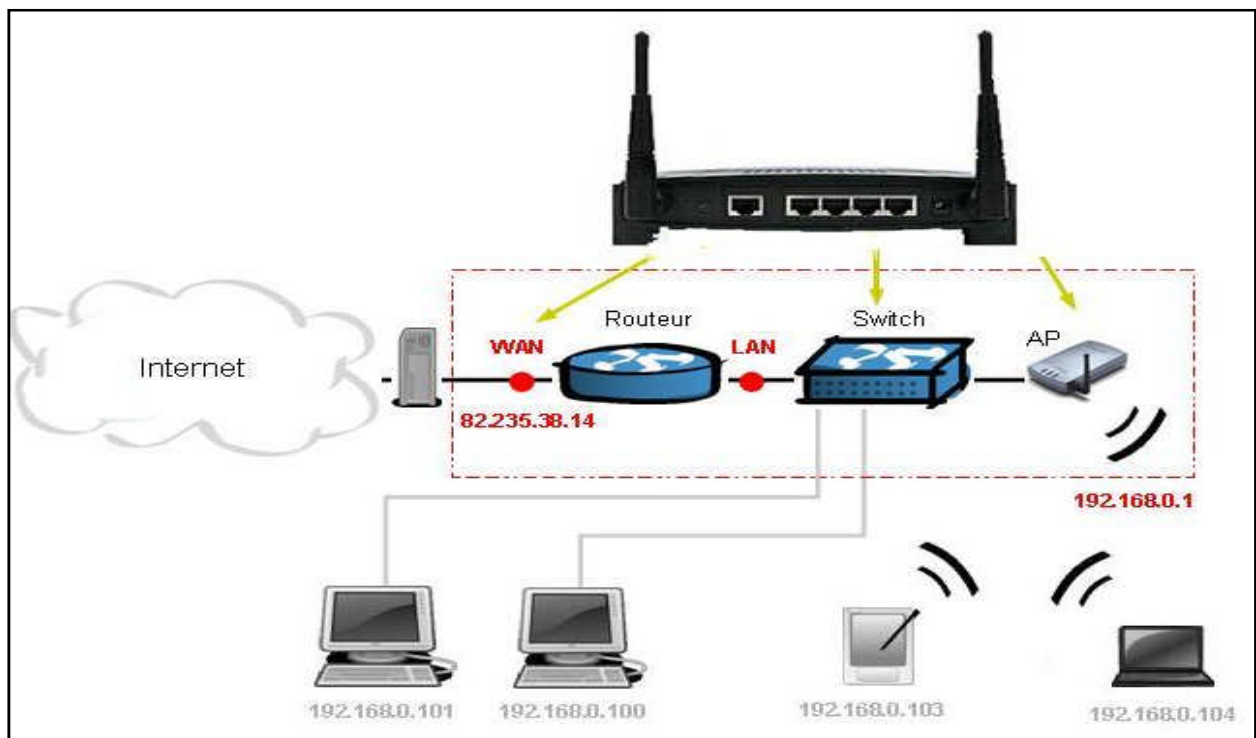 Internet
WAN
Routeur
LAN
Switch
AP
82.235.38.14
192.168.0.1
192.168.0.101
192.168.0.100
192.168.0.103
192.168.0.104